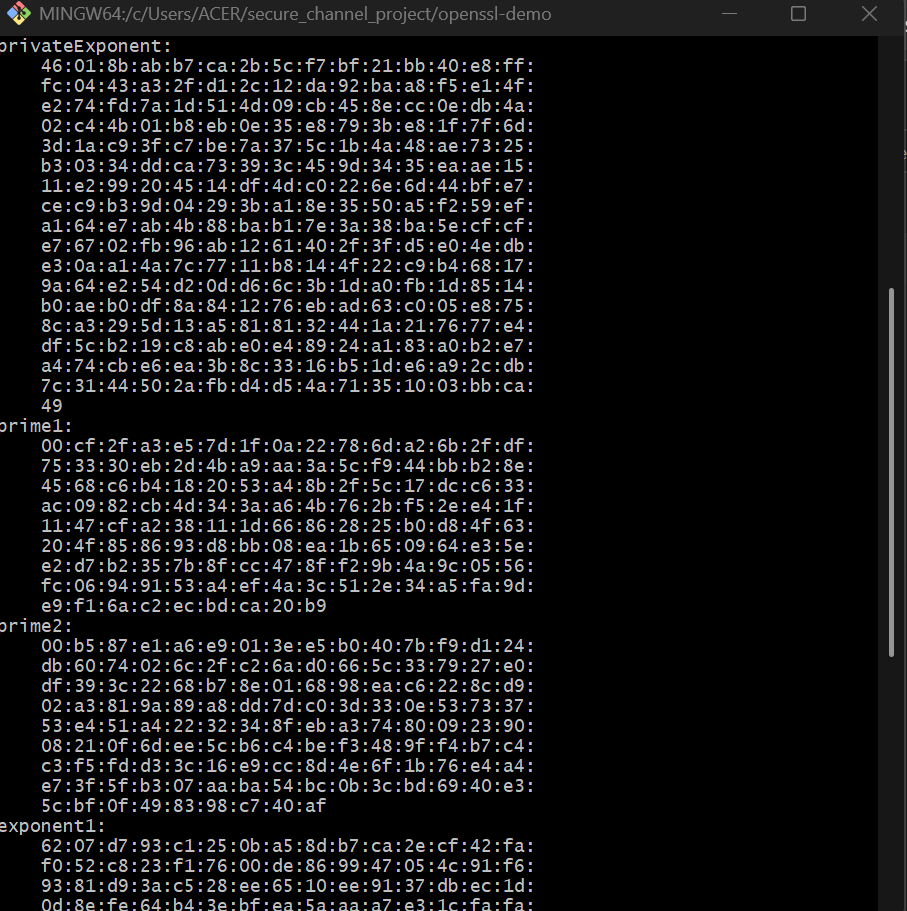 MINGW64:/c/Users/ACER/secure_channel_project/openssl-demo
privateExponent:
46:01:8b:ab:b7:ca:2b:5c:f7:bf:21:bb:40:e8:ff:
fc:04:43:a3:2f:d1:2c:12:da:92:ba:a8:f5:e1:4f:
e2:74:fd:7a:1d:51:4d:09:cb:45:8e:cc:0e:db:4a:
02:c4:4b:01:b8:eb:0e:35:e8:79:3b:e8:1f:7f:6d:
3d:1a:c9:3f:c7:be:7a:37:5c:1b:4a:48:ae:73:25:
b3:03:34:dd:ca:73:39:3c:45:9d:34:35:ea:ae:15:
11:e2:99:20:45:14:df:4d:c0:22:6e:6d:44:bf:e7:
ce:c9:b3:9d:04:29:3b:a1:8e:35:50:a5:f2:59:ef:
a1:64:e7:ab:4b:88:ba:b1:7e:3a:38:ba:5e:cf:cf:
e7:67:02:fb:96:ab:12:61:40:2f:3f:d5:e0:4e:db:
e3:0a:a1:4a:7c:77:11:b8:14:4f:22:c9:b4:68:17:
9a:64:e2:54:d2:0d:d6:6c:3b:1d:a0:fb:1d:85:14:
b0:ae:b0:df:8a:84:12:76:eb:ad:63:c0:05:e8:75:
8c:a3:29:5d:13:a5:81:81:32:44:1a:21:76:77:e4:
df:5c:b2:19:c8:ab:e0:e4:89:24:a1:83:a0:b2:e7:
a4:74:cb:e6:ea:3b:8c:33:16:b5:1d:e6:a9:2c:db:
7c:31:44:50:2a:fb:d4:d5:4a:71:35:10:03:bb:ca:
49
prime1:
00:cf:2f:a3:e5:7d:1f:0a:22:78:6d:a2:6b:2f:df:
75:33:30:eb:2d:4b:a9:aa:3a:5c:f9:44:bb:b2:8e:
45:68:c6:b4:18:20:53:a4:8b:2f:5c:17:dc:c6:33:
ac:09:82:cb:4d:34:3a:a6:4b:76:2b:f5:2e:e4:1f:
11:47:cf:a2:38:11:1d:66:86:28:25:b0:d8:4f:63:
20:4f:85:86:93:d8:bb:08:ea:1b:65:09:64:e3:5e:
e2:d7:b2:35:7b:8f:cc:47:8f:f2:9b:4a:9c:05:56:
fc:06:94:91:53:a4:ef:4a:3c:51:2e:34:a5:fa:9d:
e9:f1:6a:c2:ec:bd:ca:20:b9
prime2:
00:b5:87:e1:a6:e9:01:3e:e5:b0:40:7b:f9:d1:24:
db:60:74:02:6c:2f:c2:6a:d0:66:5c:33:79:27:e0:
df:39:3c:22:68:b7:8e:01:68:98:ea:c6:22:8c:d9:
02:a3:81:9a:89:a8:dd:7d:c0:3d:33:0e:53:73:37:
53:e4:51:a4:22:32:34:8f:eb:a3:74:80:09:23:90:
08:21:0f:6d:ee:5c:b6:c4:be:f3:48:9f:f4:b7:c4:
c3:f5:fd:d3:3c:16:e9:cc:8d:4e:6f:1b:76:e4:a4:
e7:3f:5f:b3:07:aa:ba:54:bc:0b:3c:bd:69:40:e3:
5c:bf:0f:49:83:98:c7:40:af
exponent1:
62:07:d7:93:c1:25:0b:a5:8d:b7:ca:2e:cf:42:fa:
f0:52:c8:23:f1:76:00:de:86:99:47:05:4c:91:f6:
93:81:d9:3a:c5:28:ee:65:10:ee:91:37:db:ec:1d:
0d:8e:fe:64:b4:3e:bf:ea:5a:aa:a7:e3:1c:fa:fa: